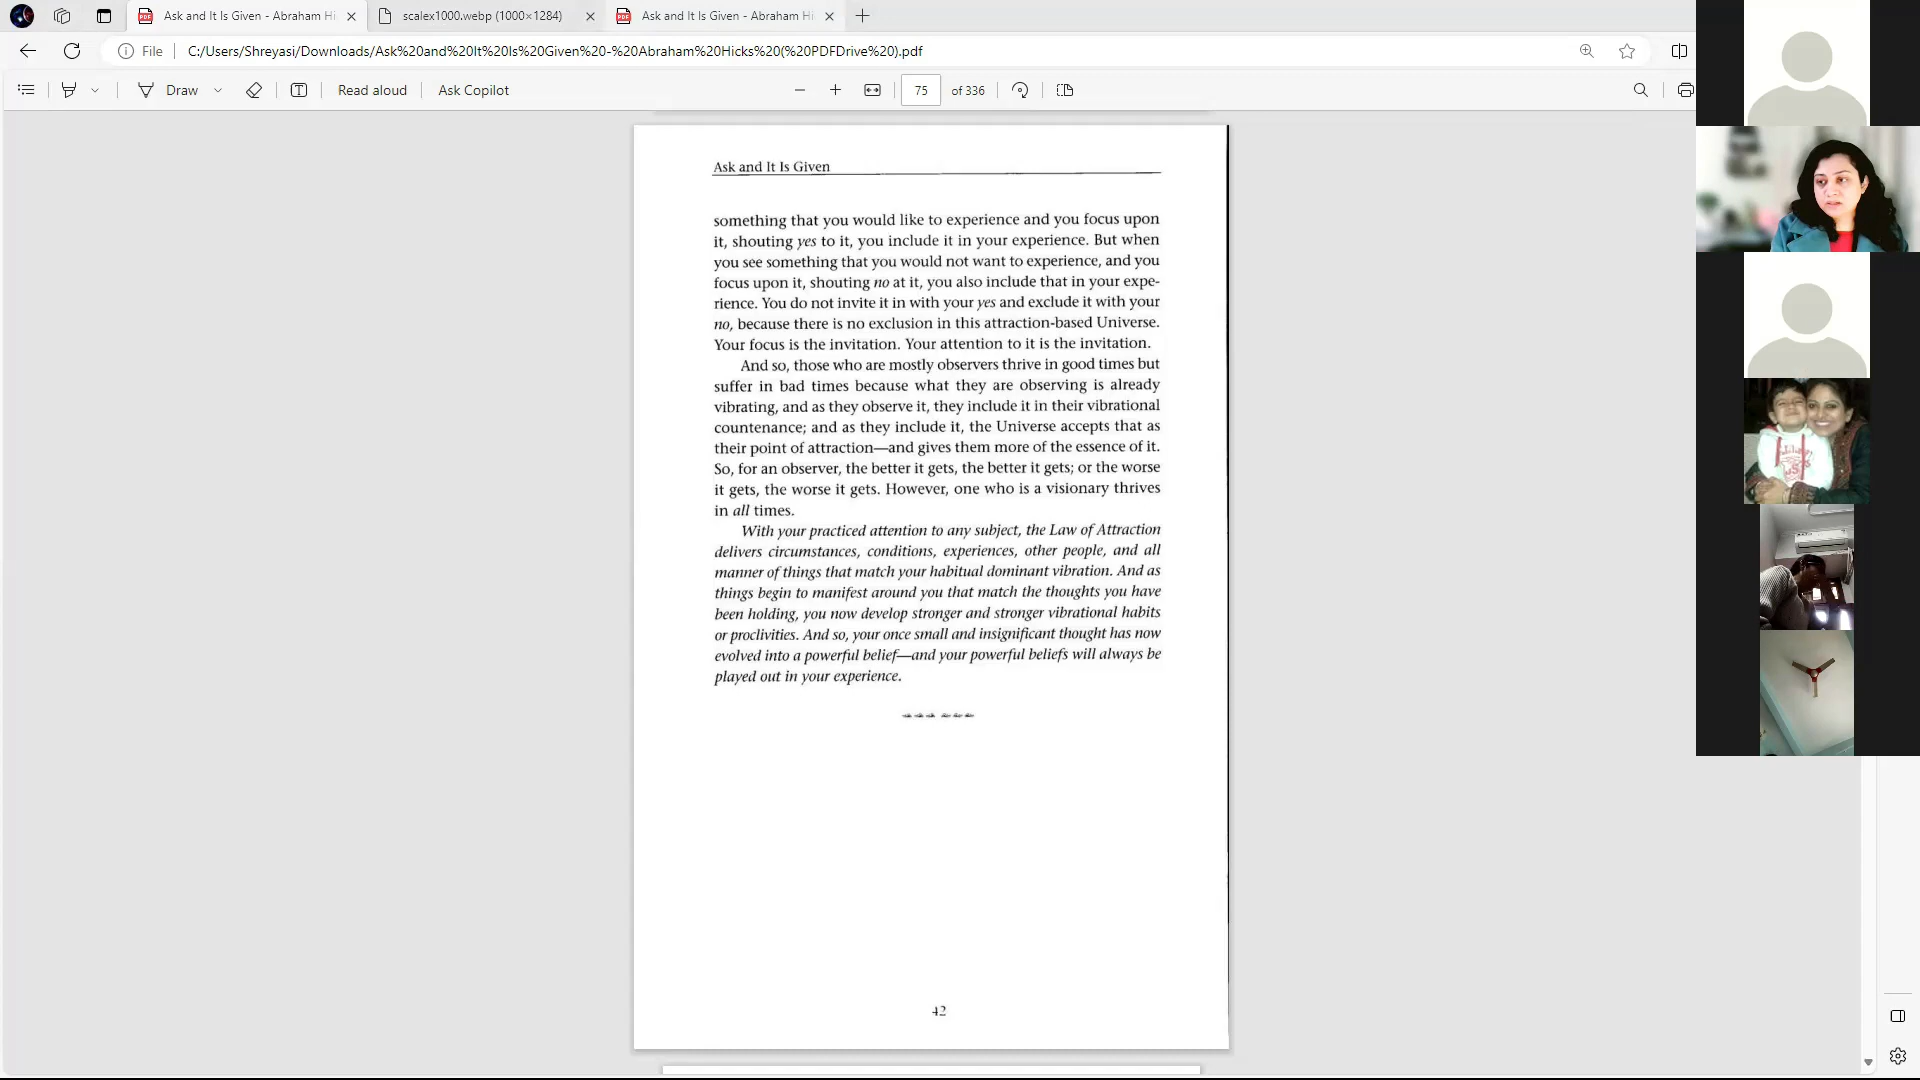 Ask and It Is Given - Abraham Hi
scalex1000.webp (1000×1284)
Ask and It Is Given - Abraham Hi
File
C:/Users/Shreyasi/Downloads/Ask%20and%20It%20Is%20Given%20-%20Abraham%20Hicks%20(%20PDFDrive%20).pdf
Draw
Read aloud
Ask Copilot
75 of 336
Ask and It Is Given
something that you would like to experience and you focus upon
it, shouting yes to it, you include it in your experience. But when
you see something that you would not want to experience, and you
focus upon it, shouting no at it, you also include that in your expe-
rience. You do not invite it in with your yes and exclude it with your
no, because there is no exclusion in this attraction-based Universe.
Your focus is the invitation. Your attention to it is the invitation.
And so, those who are mostly observers thrive in good times but
suffer in bad times because what they are observing is already
vibrating, and as they observe it, they include it in their vibrational
countenance; and as they include it, the Universe accepts that as
their point of attraction—and gives them more of the essence of it.
So, for an observer, the better it gets, the better it gets; or the worse
it gets, the worse it gets. However, one who is a visionary thrives
in all times.
With your practiced attention to any subject, the Law of Attraction
delivers circumstances, conditions, experiences, other people, and all
manner of things that match your habitual dominant vibration. And as
things begin to manifest around you that match the thoughts you have
been holding, you now develop stronger and stronger vibrational habits
or proclivities. And so, your once small and insignificant thought has now
evolved into a powerful belief—and your powerful beliefs will always be
played out in your experience.
42